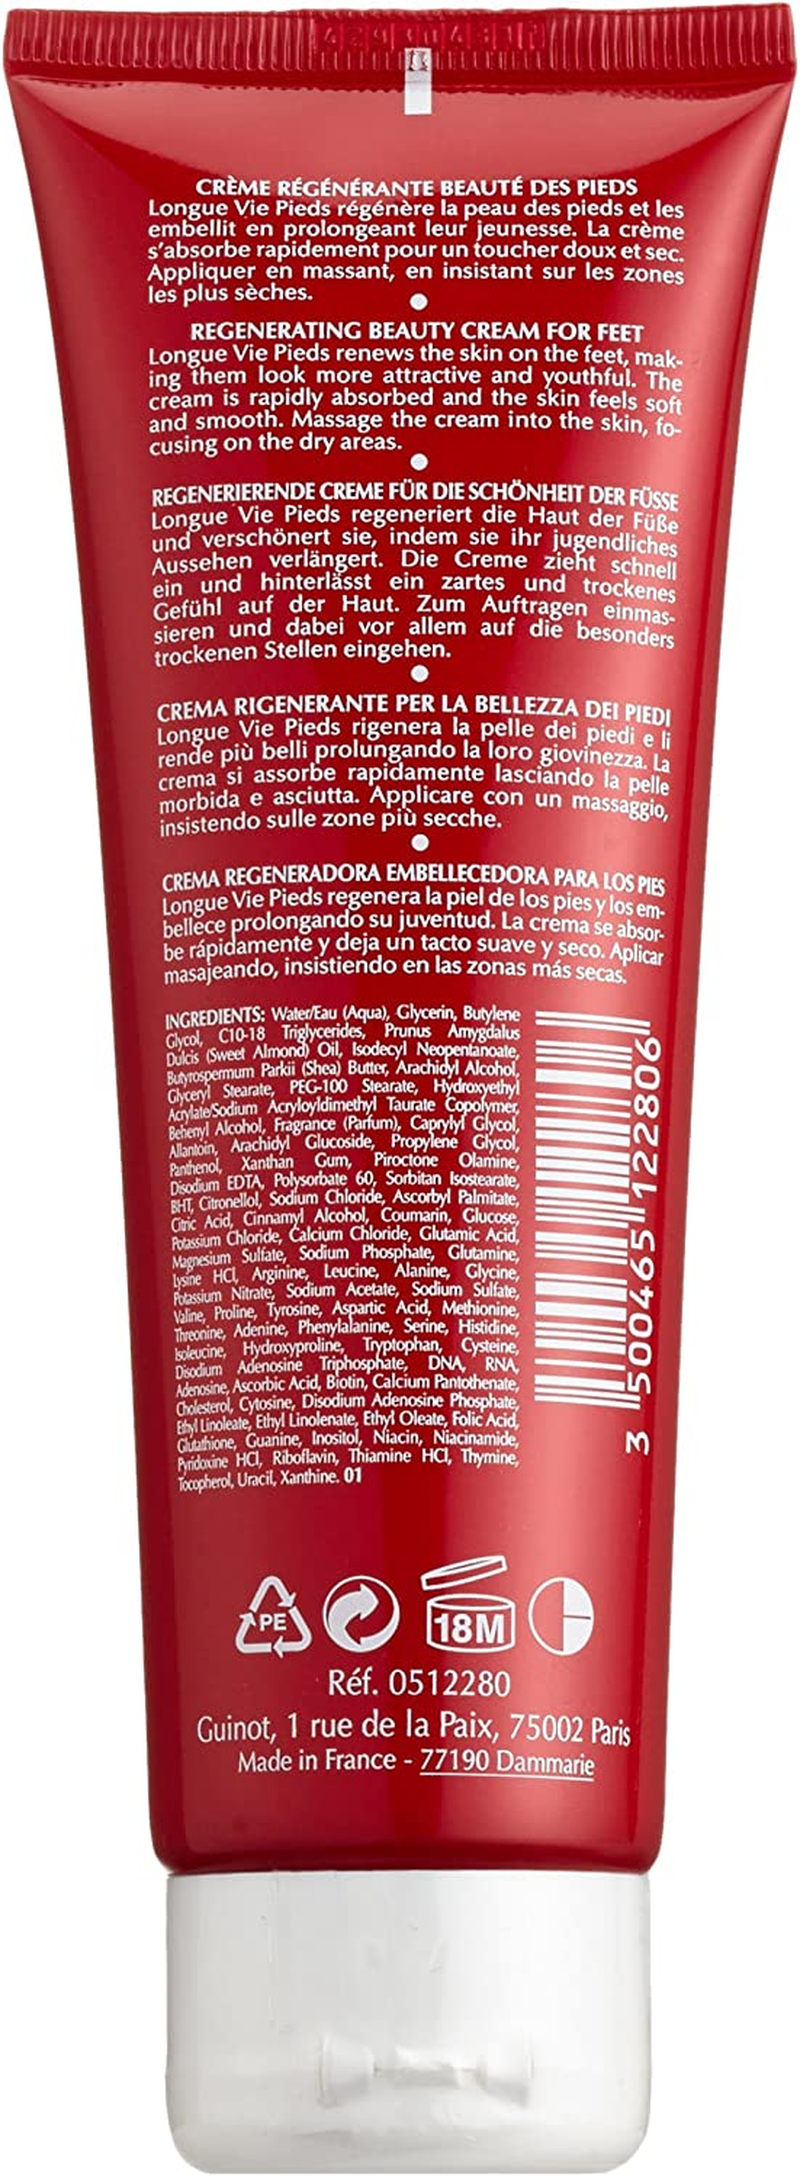 CRÈME RÉGÉNÉRANTE BEAUTÉ DES PIEDS
Longue Vie Pieds régénère la peau des pieds et les
embellit en prolongeant leur jeunesse. La crème
s'absorbe rapidement pour un toucher doux et sec.
Appliquer en massant, en insistant sur les zones
les plus sèches.
REGENERATING BEAUTY CREAM FOR FEET
Longue Vie Pieds renews the skin on the feet, mak-
ing them look more attractive and youthful. The
cream is rapidly absorbed and the skin feels soft
and smooth. Massage the cream into the skin, fo-
cusing on the dry areas.
REGENERIERENDE CREME FÜR DIE SCHÖNHEIT DER FÜSSE
Longue Vie Pieds regeneriert die Haut der Füße
und verschönert sie, indem sie ihr jugendliches
Aussehen verlängert. Die Creme zieht schnell
ein und hinterlässt ein zartes und trockenes
Gefühl auf der Haut. Zum Auftragen einmas-
sieren und dabei vor allem auf die besonders
trockenen Stellen eingehen.
CREMA RIGENERANTE PER LA BELLEZZA DEI PIEDI
Longue Vie Pieds rigenera la pelle dei piedi e li
rende più belli prolungando la loro giovinezza. La
crema si assorbe rapidamente lasciando la pelle
morbida e asciutta. Applicare con un massaggio,
insistendo sulle zone più secche.
CREMA REGENERADORA EMBELLECEDORA PARA LOS PIES
Longue Vie Pieds regenera la piel de los pies y los em-
bellece prolongando su juventud. La crema se absor-
be rápidamente y deja un tacto suave y seco. Aplicar
masajeando, insistiendo en las zonas más secas.
INGREDIENTS: Water/Eau (Aqua), Glycerin, Butylene
Glycol, C10-18 Triglycerides, Prunus Amygdalus
Dulcis (Sweet Almond) Oil, Isodecyl Neopentanoate,
Butyrospermum Parkii (Shea) Butter, Arachidyl Alcohol,
Glyceryl Stearate, PEG-100 Stearate, Hydroxyethyl
Acrylate/Sodium Acryloyldimethyl Taurate Copolymer,
Behenyl Alcohol, Fragrance (Parfum), Caprylyl Glycol,
Allantoin, Arachidyl Glucoside, Propylene Glycol,
Panthenol, Xanthan Gum, Piroctone Olamine,
Disodium EDTA, Polysorbate 60, Sorbitan Isostearate,
BHT, Citronellol, Sodium Chloride, Ascorbyl Palmitate,
Citric Acid, Cinnamyl Alcohol, Coumarin, Glucose,
Potassium Chloride, Calcium Chloride, Glutamic Acid,
Magnesium Sulfate, Sodium Phosphate, Glutamine,
Lysine HCl, Arginine, Leucine, Alanine, Glycine,
Potassium Nitrate, Sodium Acetate, Sodium Sulfate,
Valine, Proline, Tyrosine, Aspartic Acid, Methionine,
Threonine, Adenine, Phenylalanine, Serine, Histidine,
Isoleucine, Hydroxyproline, Tryptophan, Cysteine,
Disodium Adenosine Triphosphate, DNA, RNA,
Adenosine, Ascorbic Acid, Biotin, Calcium Pantothenate,
Cholesterol, Cytosine, Disodium Adenosine Phosphate,
Ethyl Linoleate, Ethyl Linolenate, Ethyl Oleate, Folic Acid,
Glutathione, Guanine, Inositol, Niacin, Niacinamide,
Pyridoxine HCl, Riboflavin, Thiamine HCl, Thymine,
Tocopherol, Uracil, Xanthine. 01
3 500465 122806
PE
18M
Réf. 0512280
Guinot, 1 rue de la Paix, 75002 Paris
Made in France - 77190 Dammarie